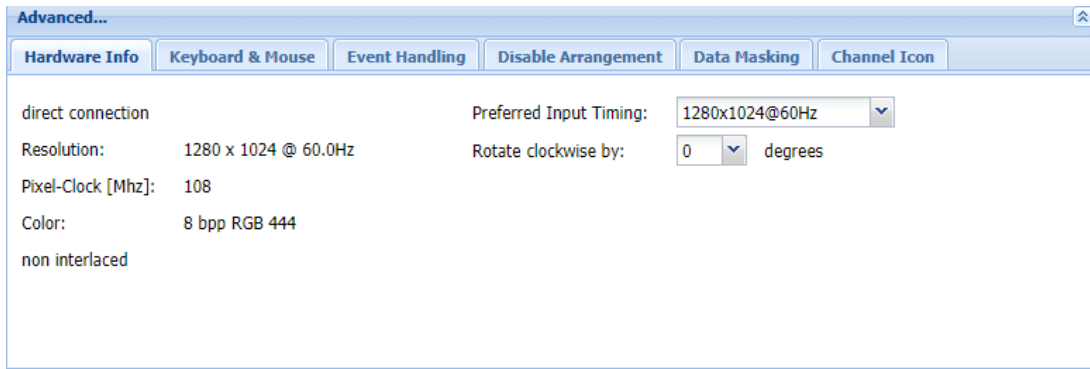 Advanced...
Hardware Info Keyboard & Mouse Event Handling Disable Arrangement Data Masking Channel Icon
direct connection
Preferred Input Timing: 1280x1024@60Hz
Resolution: 1280 x 1024 @ 60.0Hz
Rotate clockwise by: 0 degrees
Pixel-Clock [Mhz]: 108
Color: 8 bpp RGB 444
non interlaced